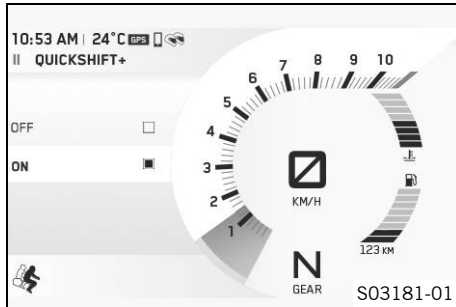 10:53 AM | 24°C GPS
II QUICKSHIFT+
OFF
ON
1
2
3
4
5
6
7
8
9
10
0
KM/H
123 KM
N
GEAR
S03181-01